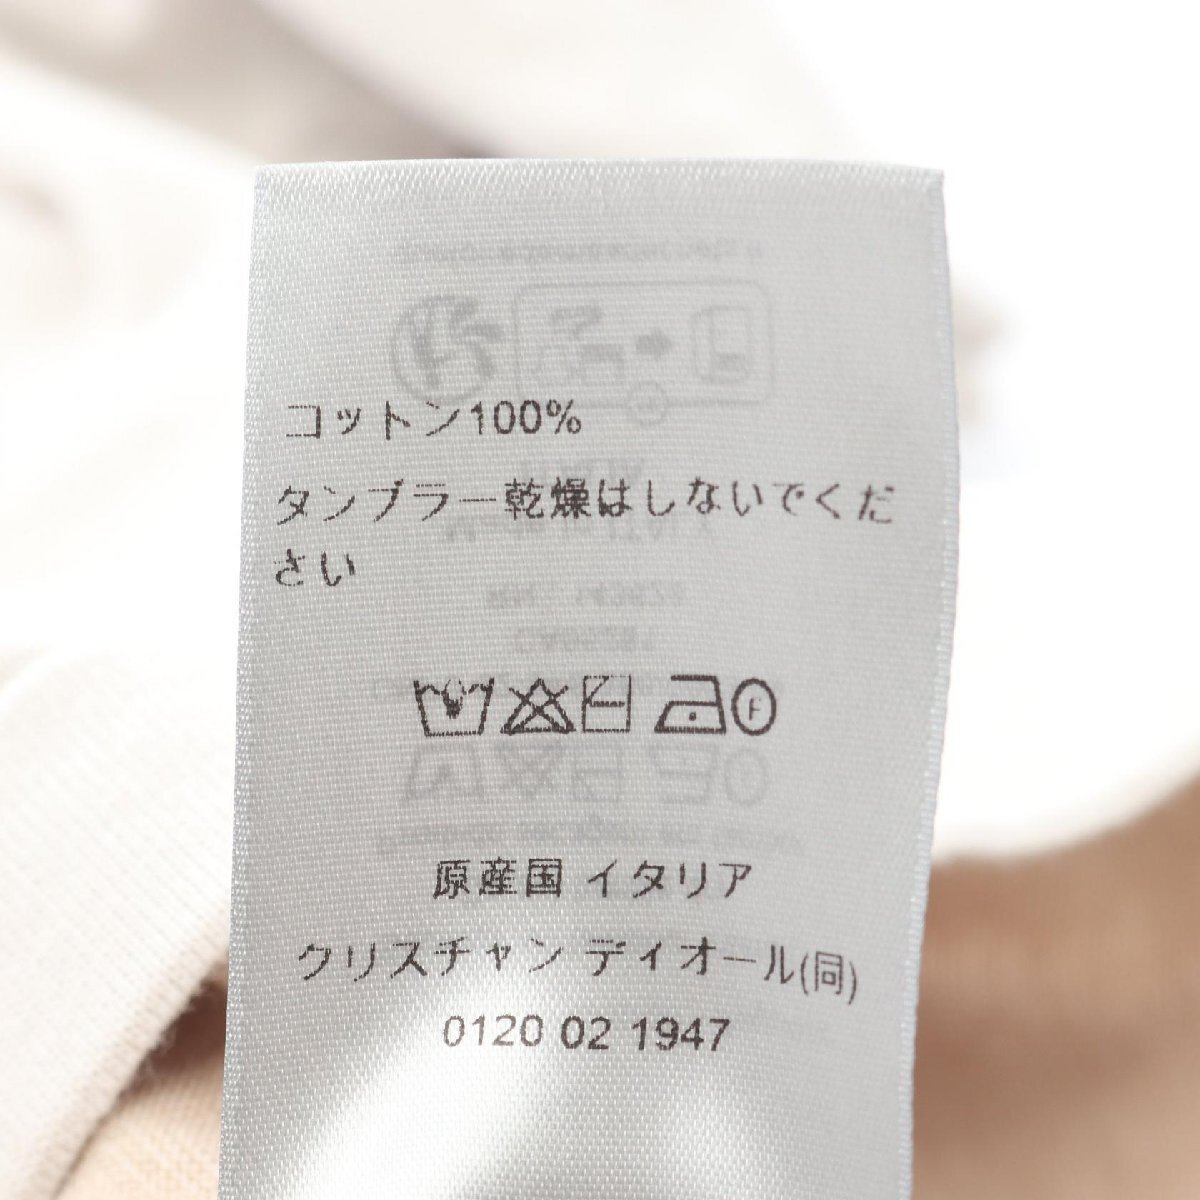 コットン100%
タンブラー乾燥はしないでくだ
さい
F
原産国 イタリア
クリスチャン ディオール(同)
0120 02 1947